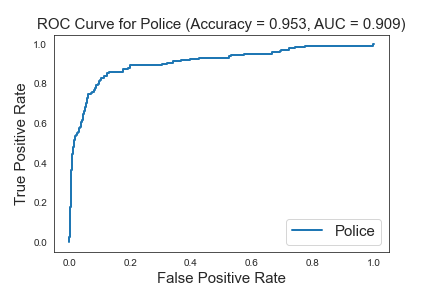 ROC Curve for Police (Accuracy = 0.953, AUC = 0.909)
1.0
0.8
0.6
0.4
0.2
0.0
True Positive Rate
Police
0.0 0.2 0.4 0.6 0.8 1.0
False Positive Rate